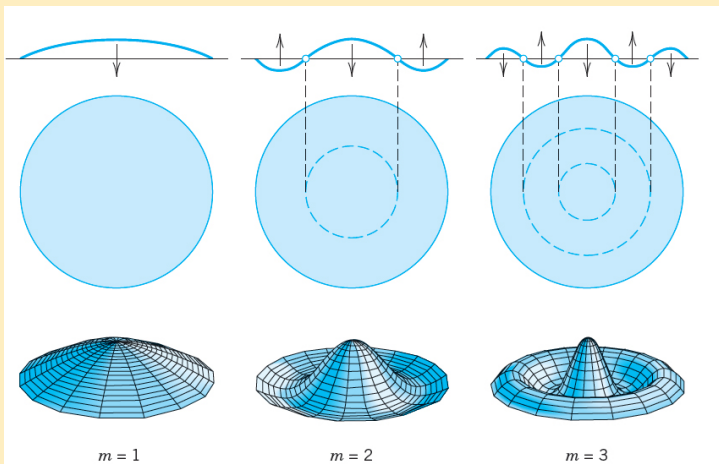 m = 1
m = 2
m = 3